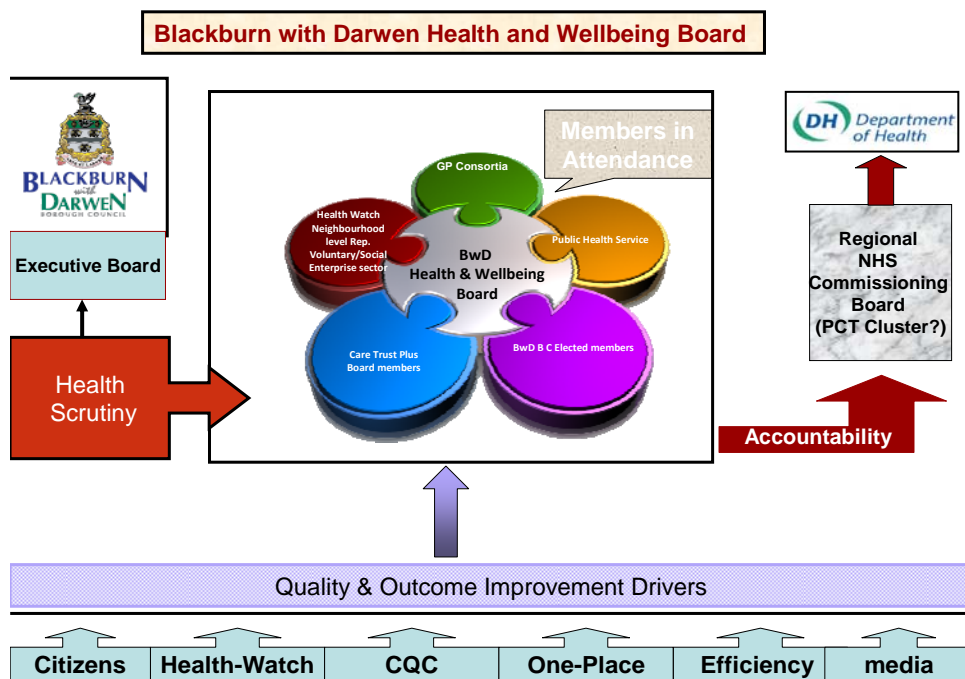 Blackburn with Darwen Health and Wellbeing Board
BLACKBURN
with
DARWEN
BOROUGH COUNCIL
Executive Board
Health
Scrutiny
Members in
Attendance
GP Consortia
Health Watch
Neighbourhood
level Rep.
Voluntary/Social
Enterprise sector
Public Health Service
BwD
Health & Wellbeing
Board
Care Trust Plus
Board members
BwD B C Elected members
DH Department
of Health
Regional
NHS
Commissioning
Board
(PCT Cluster?)
Accountability
Quality & Outcome Improvement Drivers
Citizens
Health-Watch
CQC
One-Place
Efficiency
media